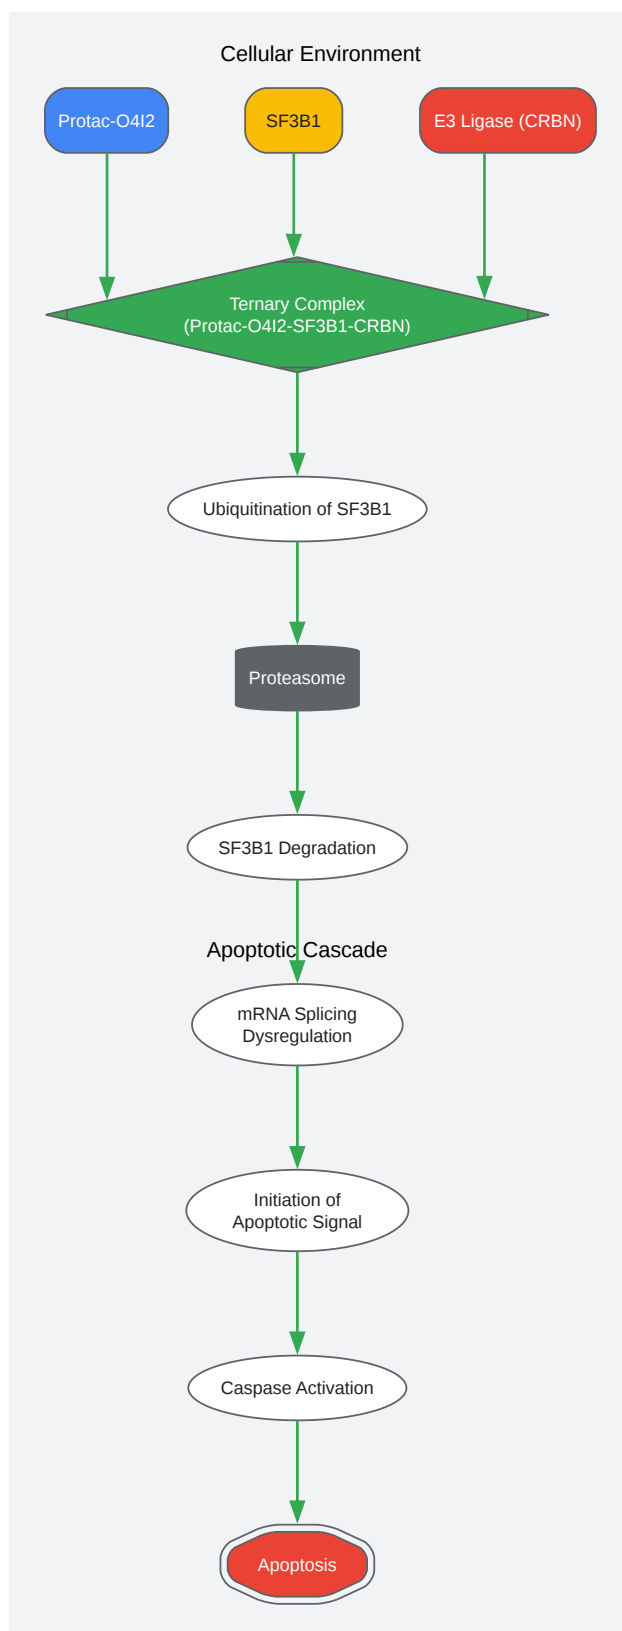 Cellular Environment
Protac-O4I2
SF3B1
E3 Ligase (CRBN)
Ternary Complex
(Protac-O4I2-SF3B1-CRBN)
Ubiquitination of SF3B1
Proteasome
SF3B1 Degradation
Apoptotic Cascade
mRNA Splicing
Dysregulation
Initiation of
Apoptotic Signal
Caspase Activation
Apoptosis